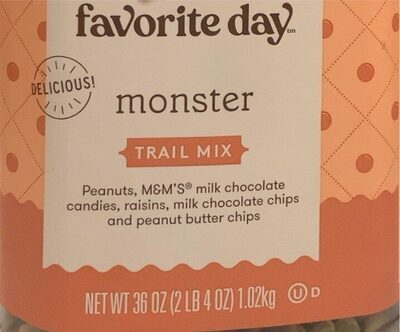 favorite day™
DELICIOUS!
monster
TRAIL MIX
Peanuts, M&M'S® milk chocolate
candies, raisins, milk chocolate chips
and peanut butter chips
NET WT 36 OZ (2 LB 4 OZ) 1.02kg Ⓤ D